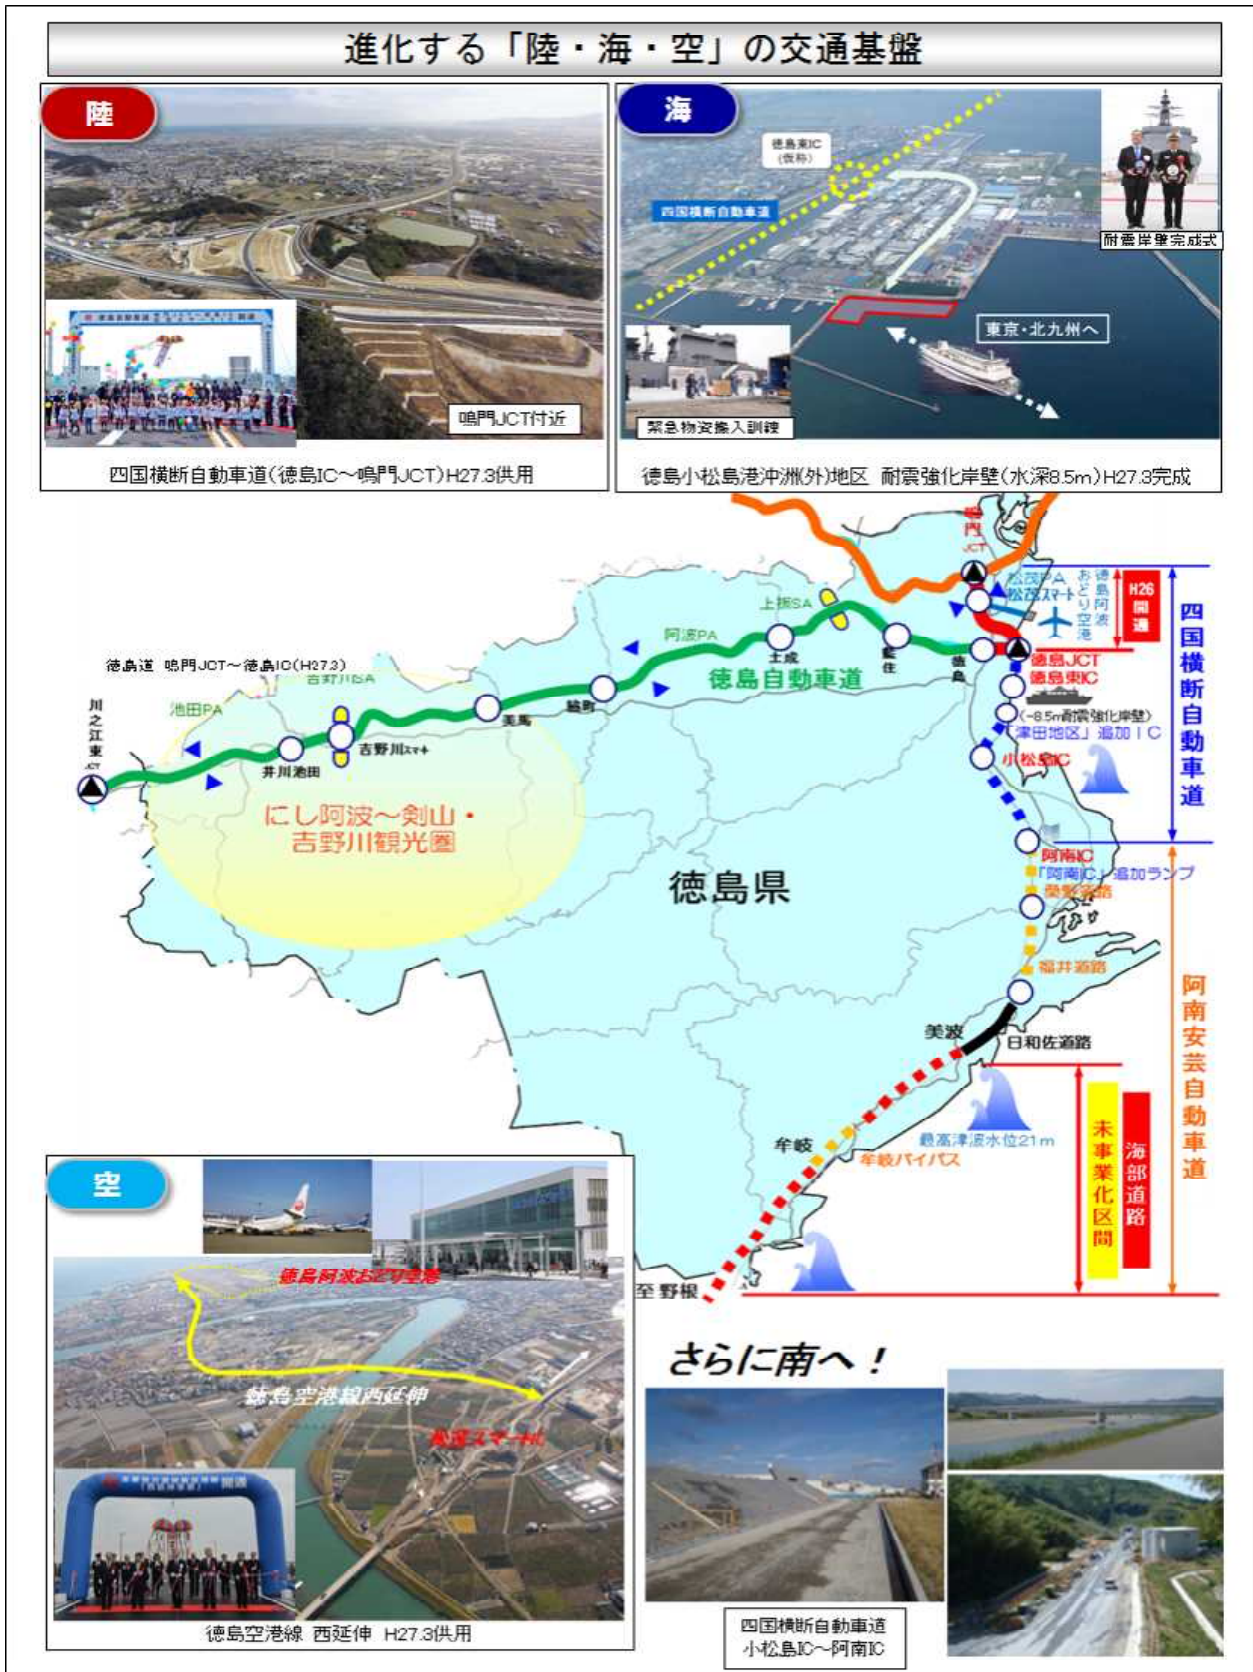 進化する「陸・海・空」の交通基盤
陸
鳴門JCT付近
四国横断自動車道(徳島IC～鳴門JCT)H27.3供用
海
徳島東IC
(仮称)
四国横断自動車道
耐震岸壁完成式
東京・北九州へ
緊急物資搬入訓練
徳島小松島港沖洲(外)地区 耐震強化岸壁(水深8.5m)H27.3完成
鳴門
JCT
松茂PA
松茂スマート
徳島阿波
おどり空港
H26
開通
四国横断自動車道
上板SA
阿波PA
土成
藍住
徳島
徳島JCT
徳島東IC
徳島自動車道
徳島道 鳴門JCT～徳島IC(H27.3)
吉野川SA
池田PA
脇町
美馬
吉野川スマート
井川池田
川之江東
JCT
(-8.5m耐震強化岸壁)
「津田地区」追加IC
小松島IC
にし阿波～剣山・
吉野川観光圏
徳島県
阿南IC
「阿南IC」追加ランプ
桑野道路
福井道路
美波
日和佐道路
阿南安芸自動車道
最高津波水位21m
牟岐
牟岐バイパス
未事業化区間
海部道路
至野根
空
徳島阿波おどり空港
徳島空港線西延伸
開通
徳島空港線 西延伸 H27.3供用
さらに南へ！
四国横断自動車道
小松島IC～阿南IC